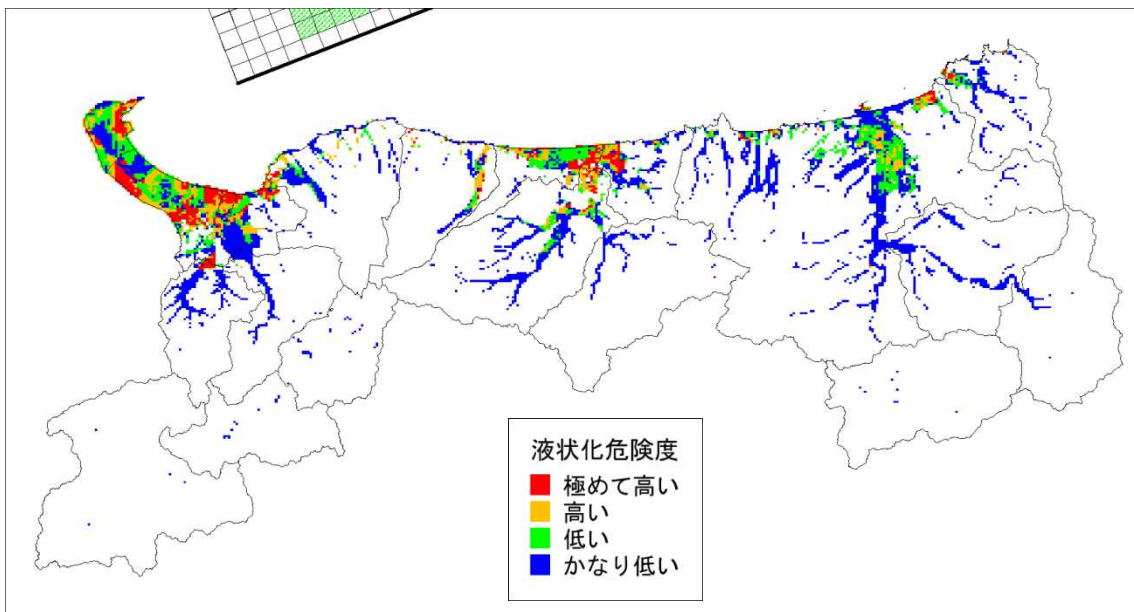 液状化危険度
極めて高い
高い
低い
かなり低い